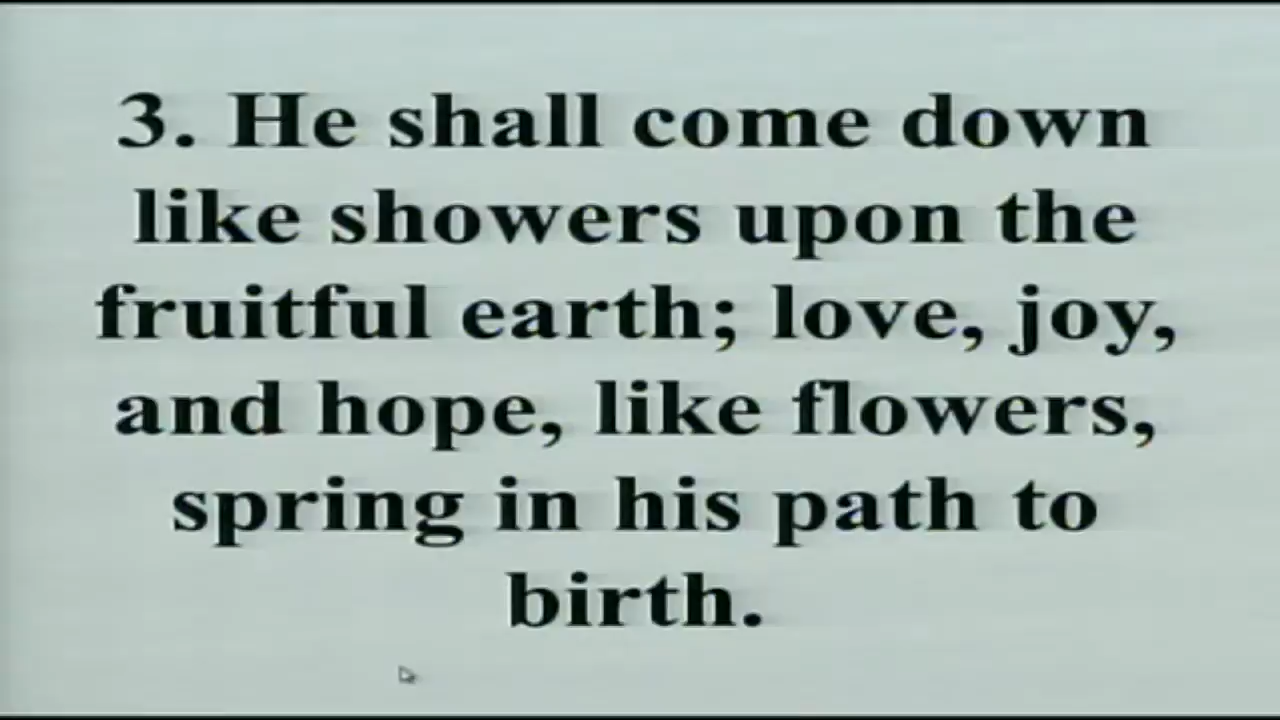 3. He shall come down
like showers upon the
fruitful earth; love, joy,
and hope, like flowers,
spring in his path to
birth.